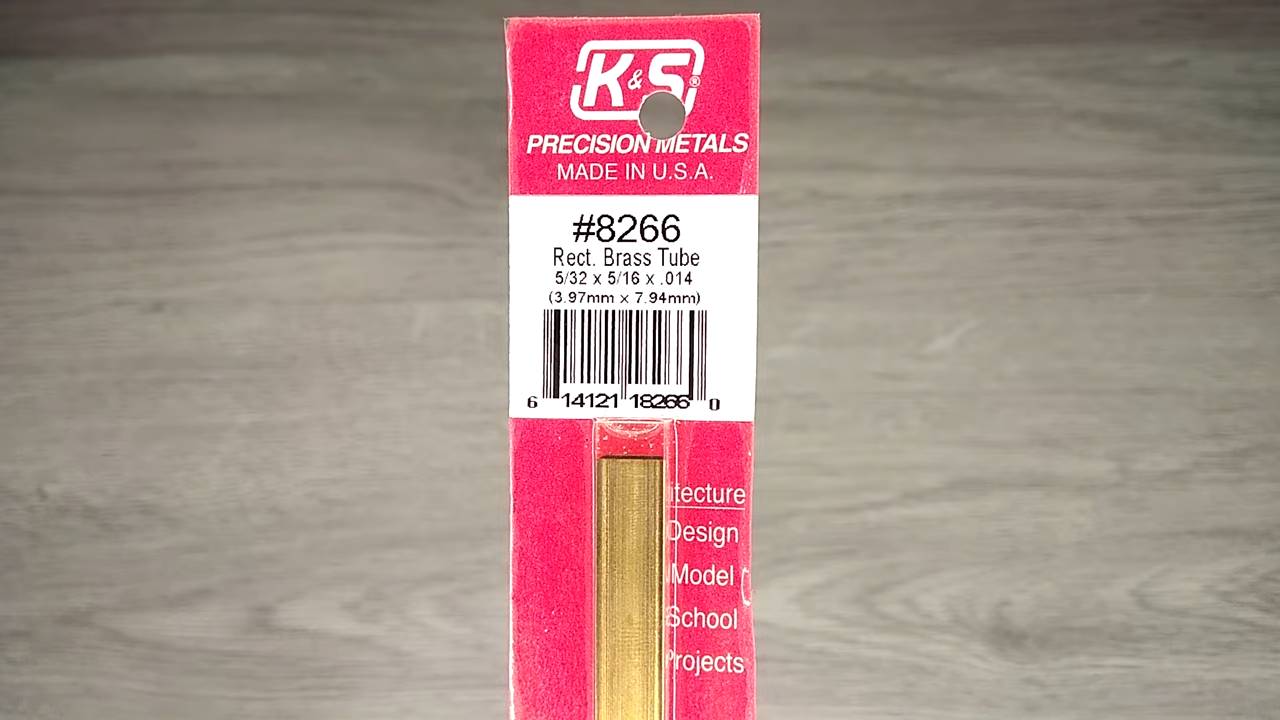 K&S®
PRECISION METALS
MADE IN U.S.A.
#8266
Rect. Brass Tube
5/32 x 5/16 x .014
(3.97mm x 7.94mm)
6 14121 18266 0
itecture
Design
Model
School
Projects